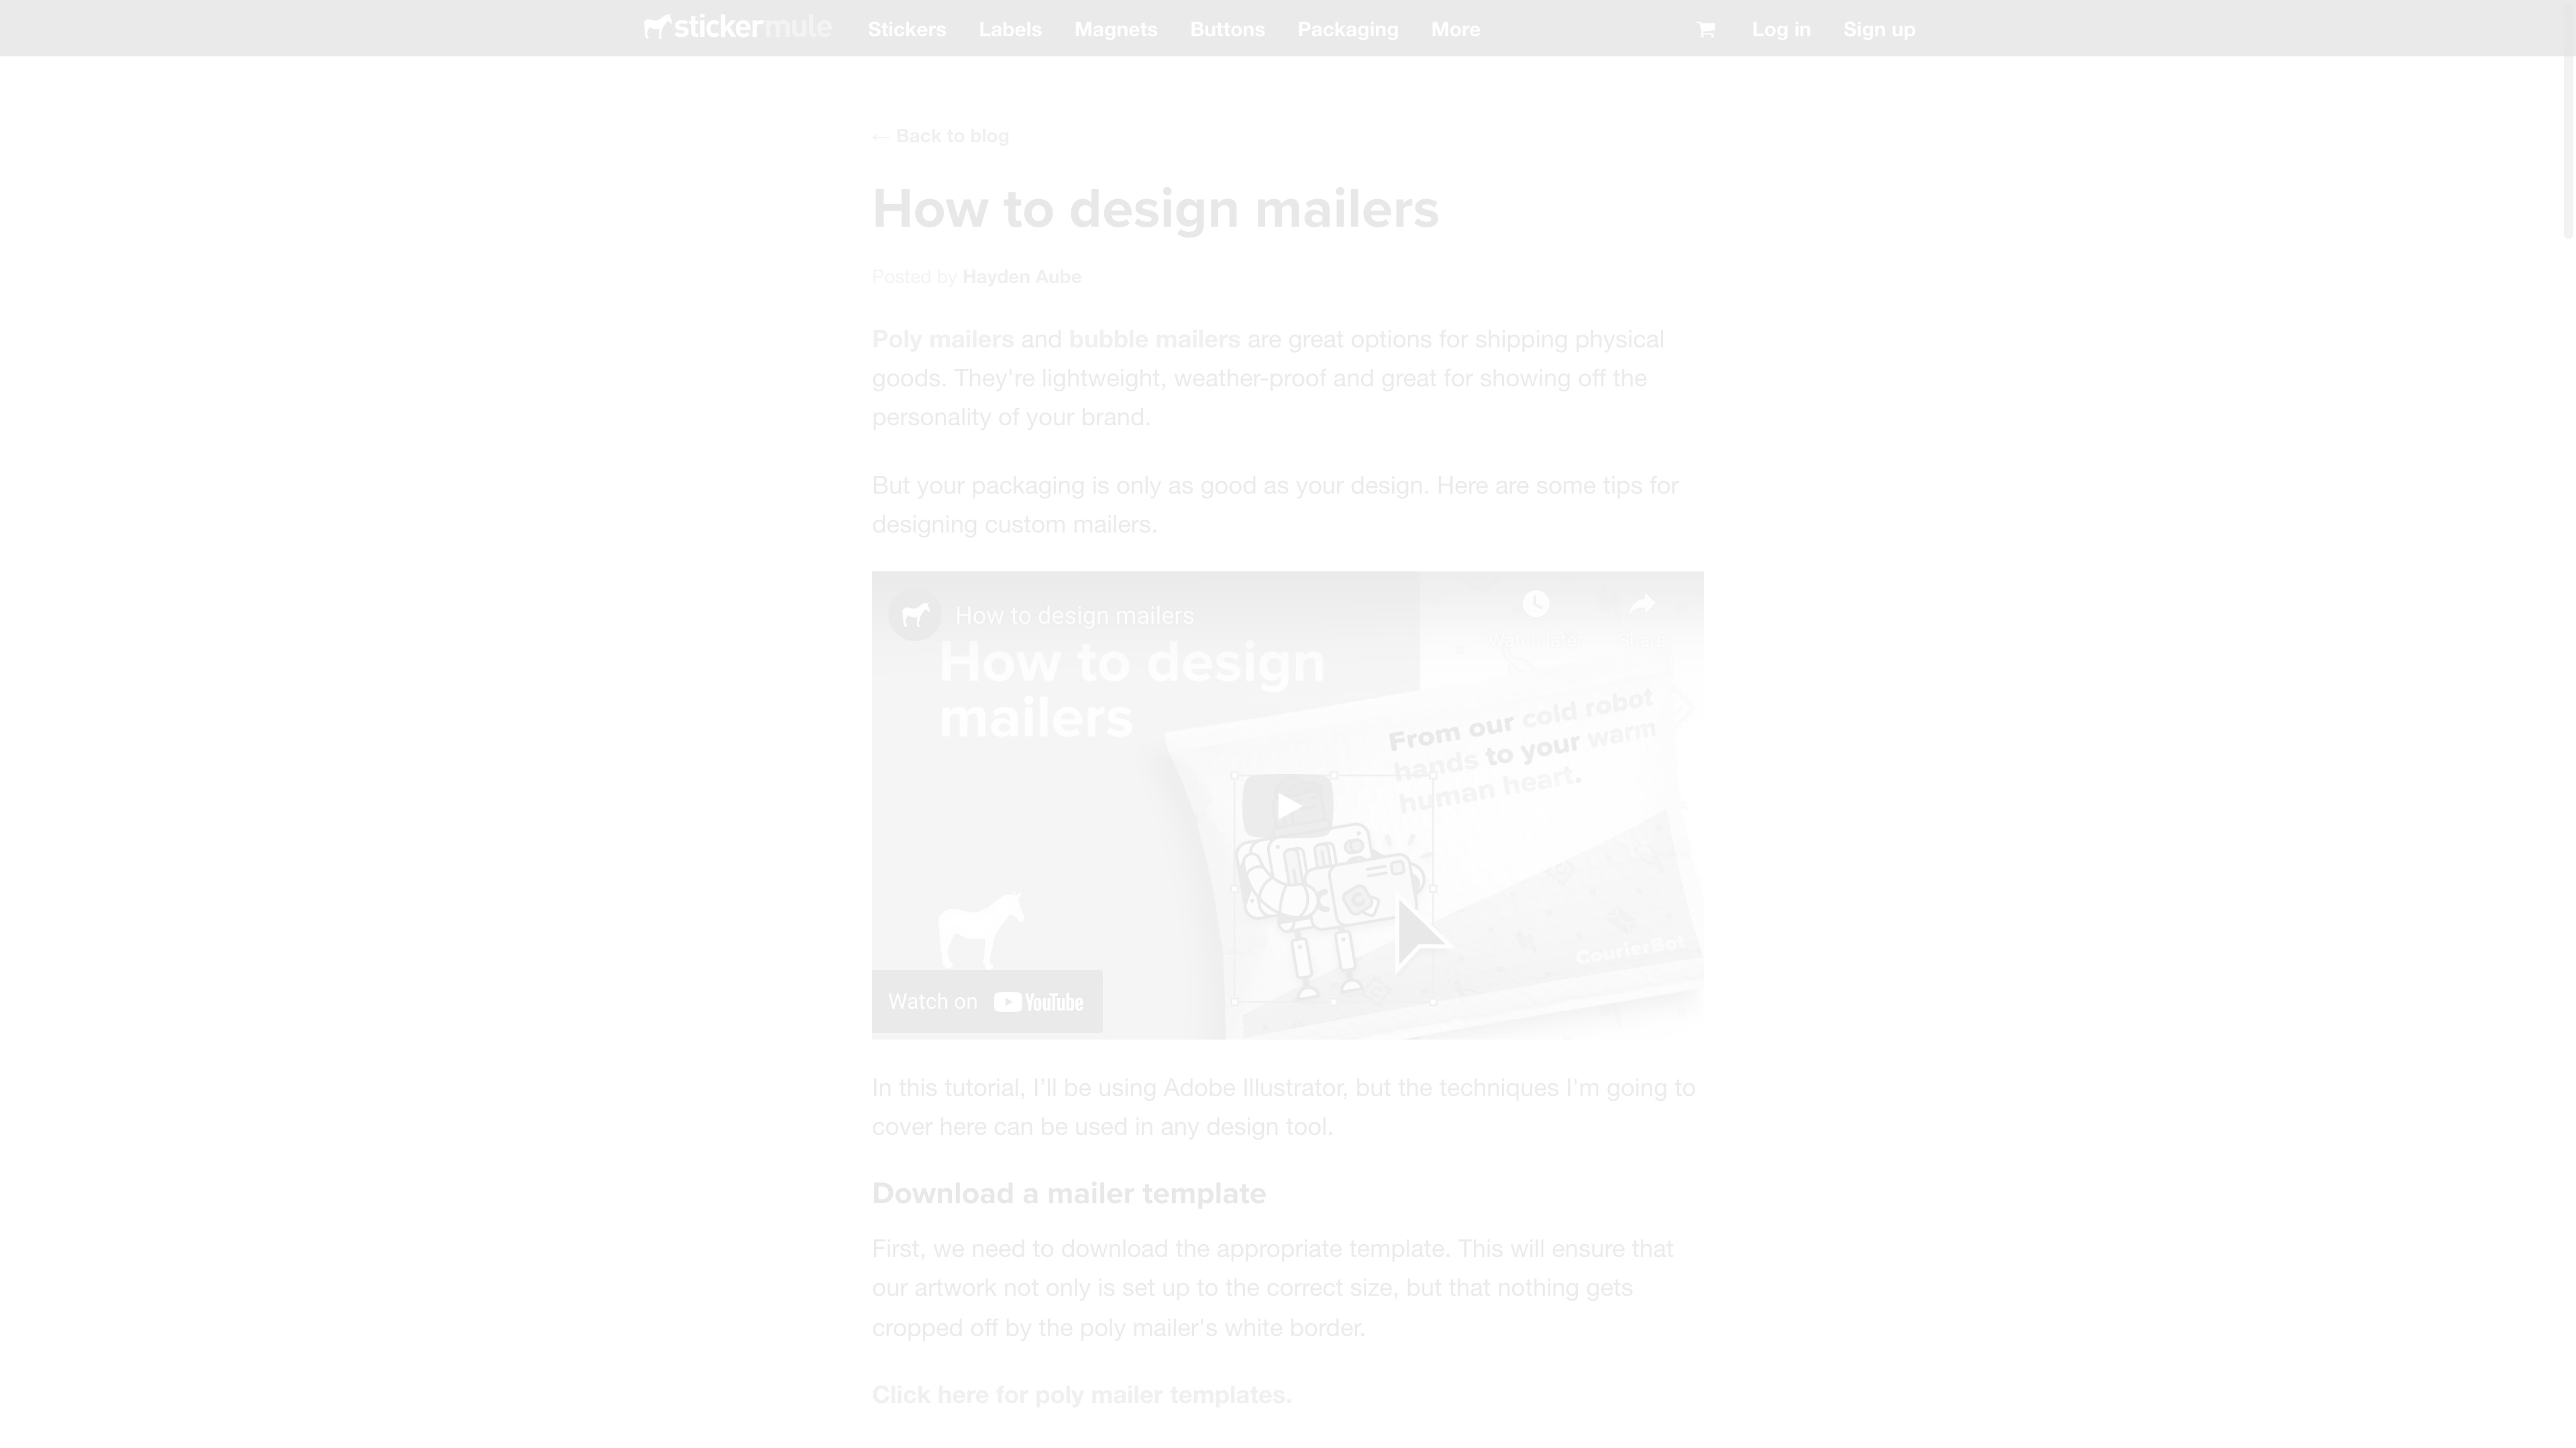 stickermule Stickers Labels Magnets Buttons Packaging More Log in Sign up
← Back to blog
How to design mailers
Posted by Hayden Aube
Poly mailers and bubble mailers are great options for shipping physical
goods. They're lightweight, weather-proof and great for showing off the
personality of your brand.
But your packaging is only as good as your design. Here are some tips for
designing custom mailers.
How to design mailers
How to design
mailers
From our cold robot
hands to your warm
human heart.
CourierBot
Watch on YouTube
In this tutorial, I’ll be using Adobe Illustrator, but the techniques I'm going to
cover here can be used in any design tool.
Download a mailer template
First, we need to download the appropriate template. This will ensure that
our artwork not only is set up to the correct size, but that nothing gets
cropped off by the poly mailer's white border.
Click here for poly mailer templates.